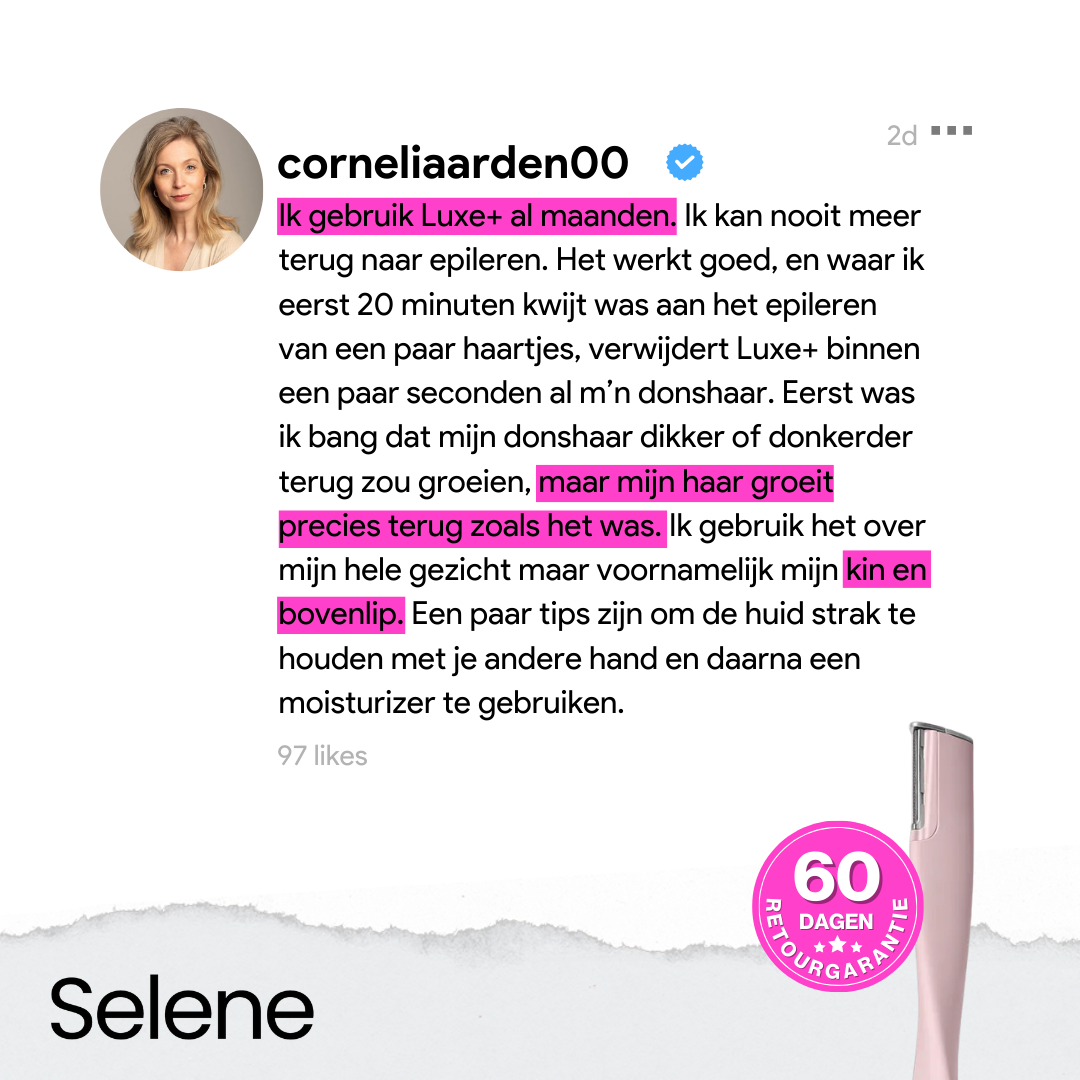 2d
corneliaarden00
Ik gebruik Luxe+ al maanden. Ik kan nooit meer
terug naar epileren. Het werkt goed, en waar ik
eerst 20 minuten kwijt was aan het epileren
van een paar haartjes, verwijdert Luxe+ binnen
een paar seconden al m’n donshaar. Eerst was
ik bang dat mijn donshaar dikker of donkerder
terug zou groeien, maar mijn haar groeit
precies terug zoals het was. Ik gebruik het over
mijn hele gezicht maar voornamelijk mijn kin en
bovenlip. Een paar tips zijn om de huid strak te
houden met je andere hand en daarna een
moisturizer te gebruiken.
97 likes
60
DAGEN
RETOURGARANTIE
Selene